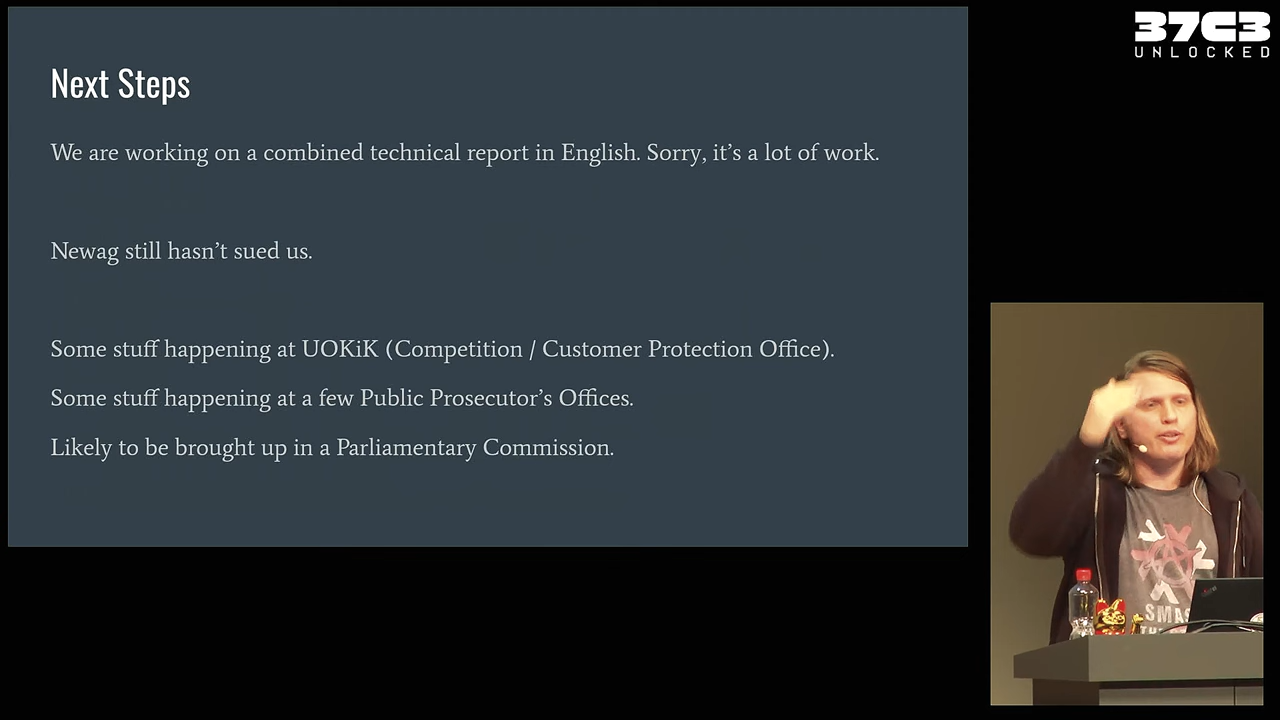 37C3
UNLOCKED
Next Steps
We are working on a combined technical report in English. Sorry, it’s a lot of work.
Newag still hasn’t sued us.
Some stuff happening at UOKiK (Competition / Customer Protection Office).
Some stuff happening at a few Public Prosecutor’s Offices.
Likely to be brought up in a Parliamentary Commission.
SMAS